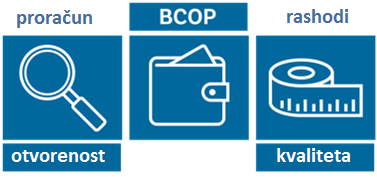 proračun
BCOP
rashodi
otvorenost
kvaliteta